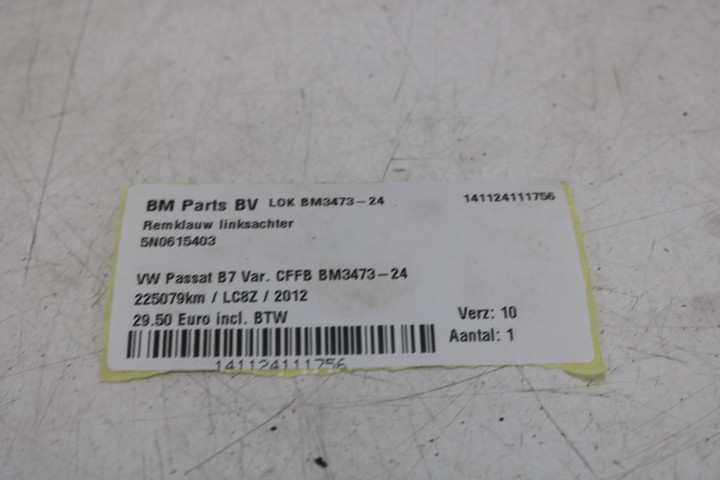 BM Parts BV LOK BM3473-24 141124111756
Remklauw linksachter
5N0615403
VW Passat B7 Var. CFFB BM3473-24
225079km / LC8Z / 2012
29.50 Euro incl. BTW
Verz: 10
Aantal: 1
141124111756